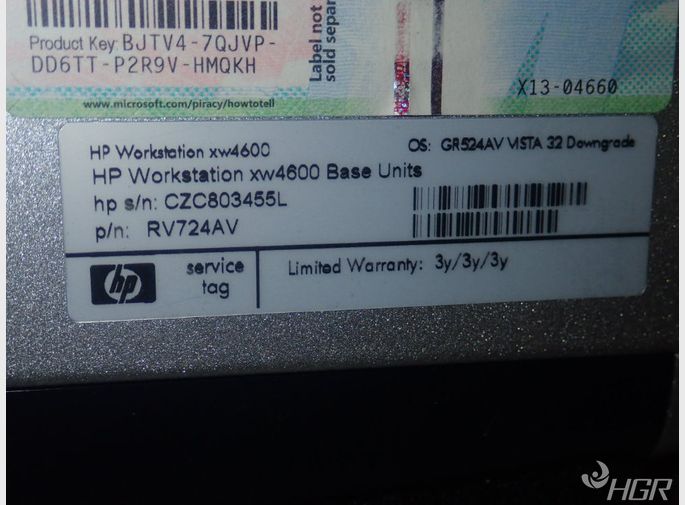 Product Key: BJTV4-7QJVP-
DD6TT-P2R9V-HMQKH
Label not
sold separ
www.microsoft.com/piracy/howtotell
X13-04660
HP Workstation xw4600
OS: GR524AV VISTA 32 Downgrade
HP Workstation xw4600 Base Units
hp s/n: CZC803455L
p/n: RV724AV
hp
service
tag
Limited Warranty: 3y/3y/3y
HGR